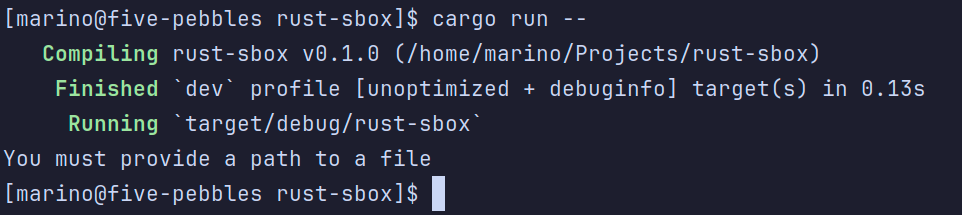 [marino@five-pebbles rust-sbox]$ cargo run --
   Compiling rust-sbox v0.1.0 (/home/marino/Projects/rust-sbox)
    Finished `dev` profile [unoptimized + debuginfo] target(s) in 0.13s
     Running `target/debug/rust-sbox`
You must provide a path to a file
[marino@five-pebbles rust-sbox]$